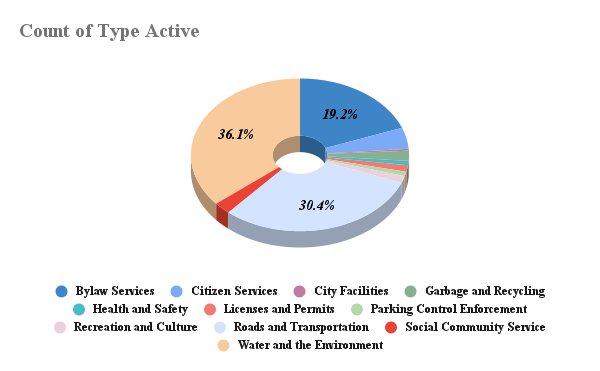 Count of Type Active
19.2%
36.1%
30.4%
Bylaw Services Citizen Services City Facilities Garbage and Recycling
Health and Safety Licenses and Permits Parking Control Enforcement
Recreation and Culture Roads and Transportation Social Community Service
Water and the Environment